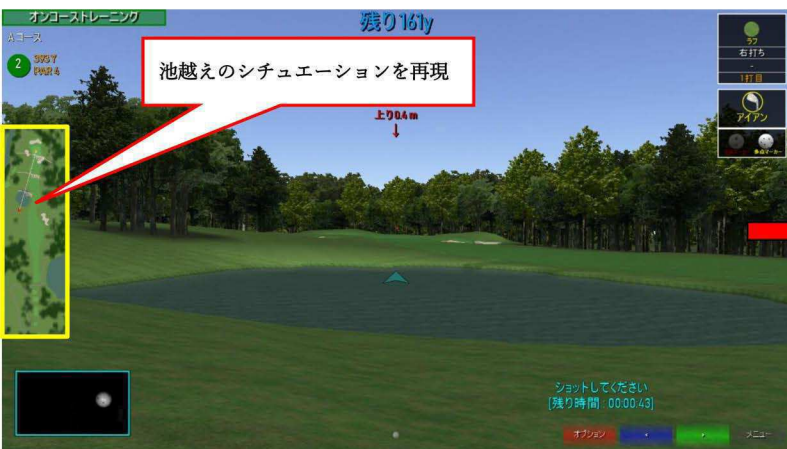 オンコーストレーニング
残り161y
Aコース
2
PAR4
池越えのシチュエーションを再現
上り0.4m
↓
ラフ
右打ち
-
1打目
アイアン
ショットしてください
[残り時間 : 00:00.43]
オプション
メニュー